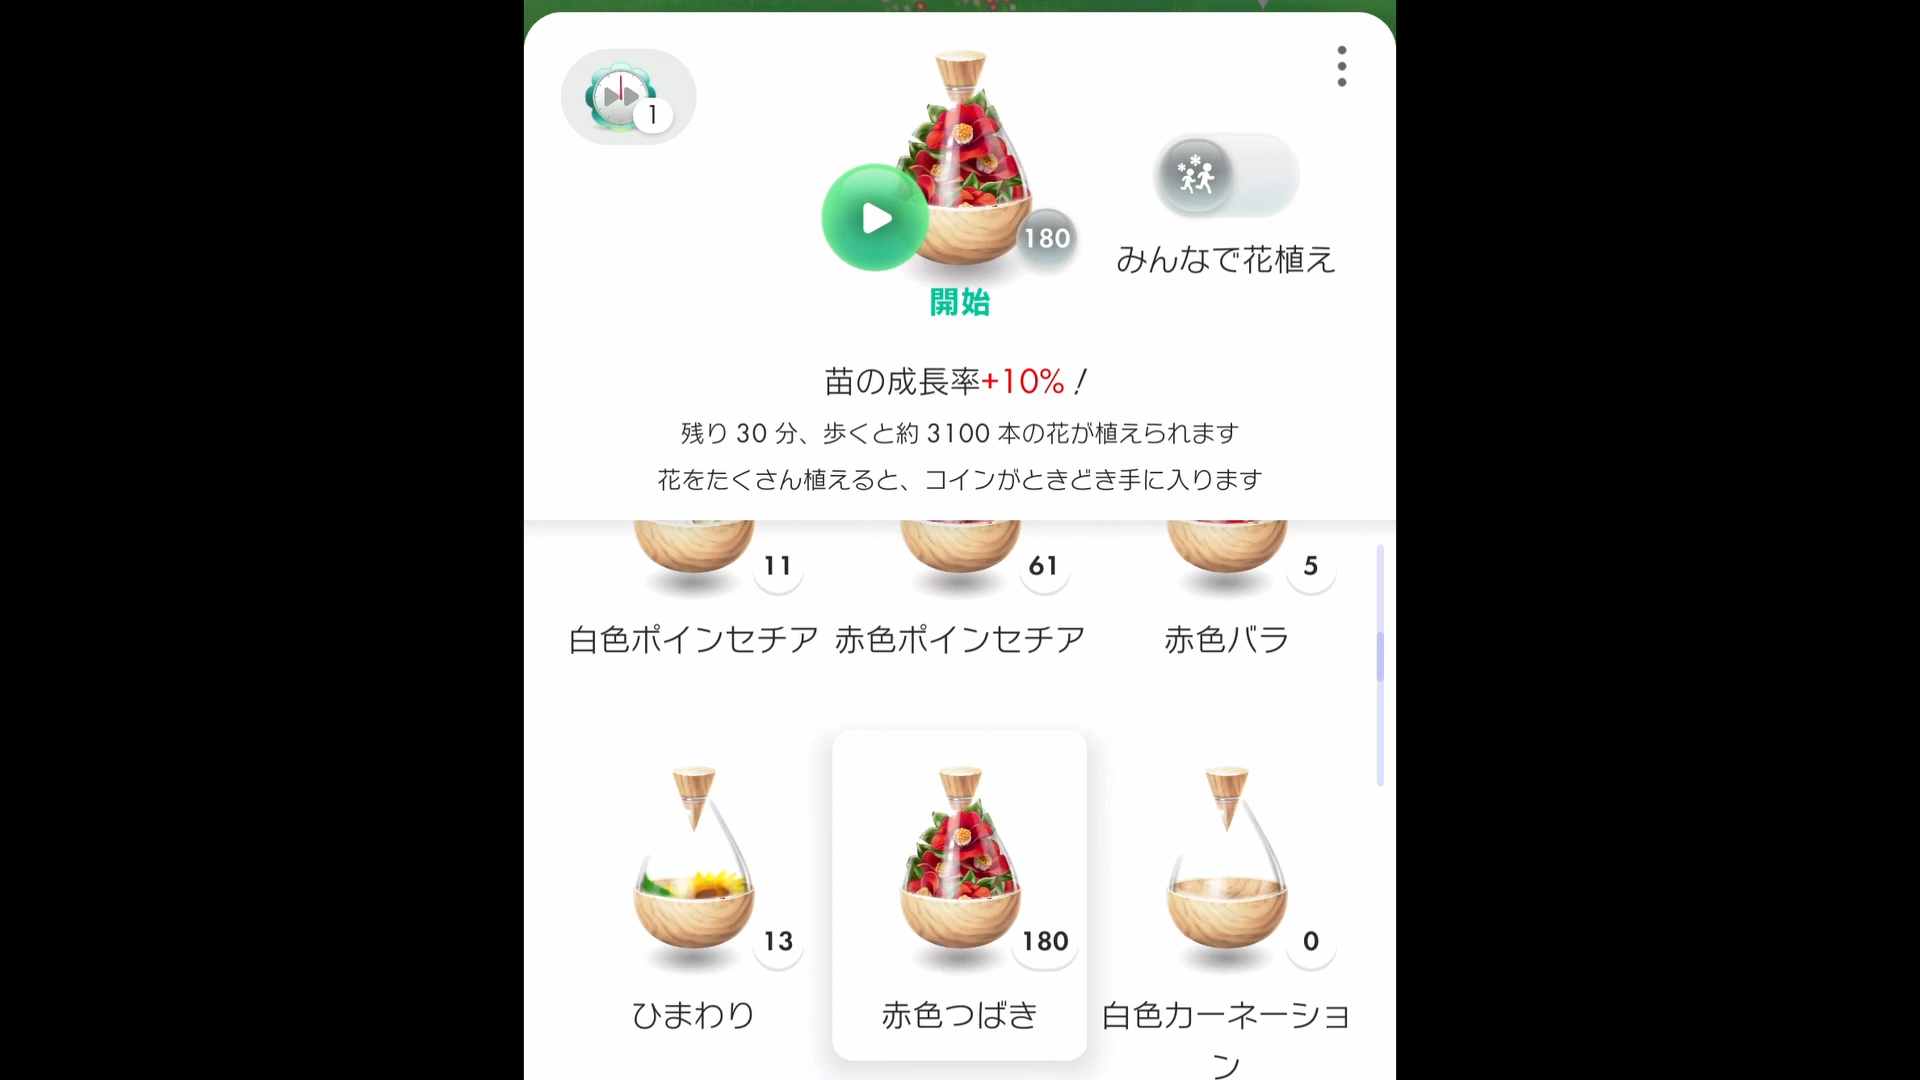 1
180
みんなで花植え
開始
苗の成長率+10%！
残り 30 分、歩くと約 3100 本の花が植えられます
花をたくさん植えると、コインがときどき手に入ります
11
61
5
白色ポインセチア
赤色ポインセチア
赤色バラ
13
180
0
ひまわり
赤色つばき
白色カーネーショ
ン